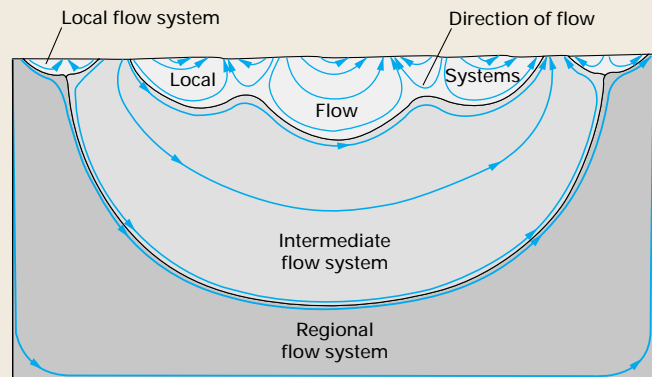 Local flow system
Direction of flow
Local
Systems
Flow
Intermediate
flow system
Regional
flow system